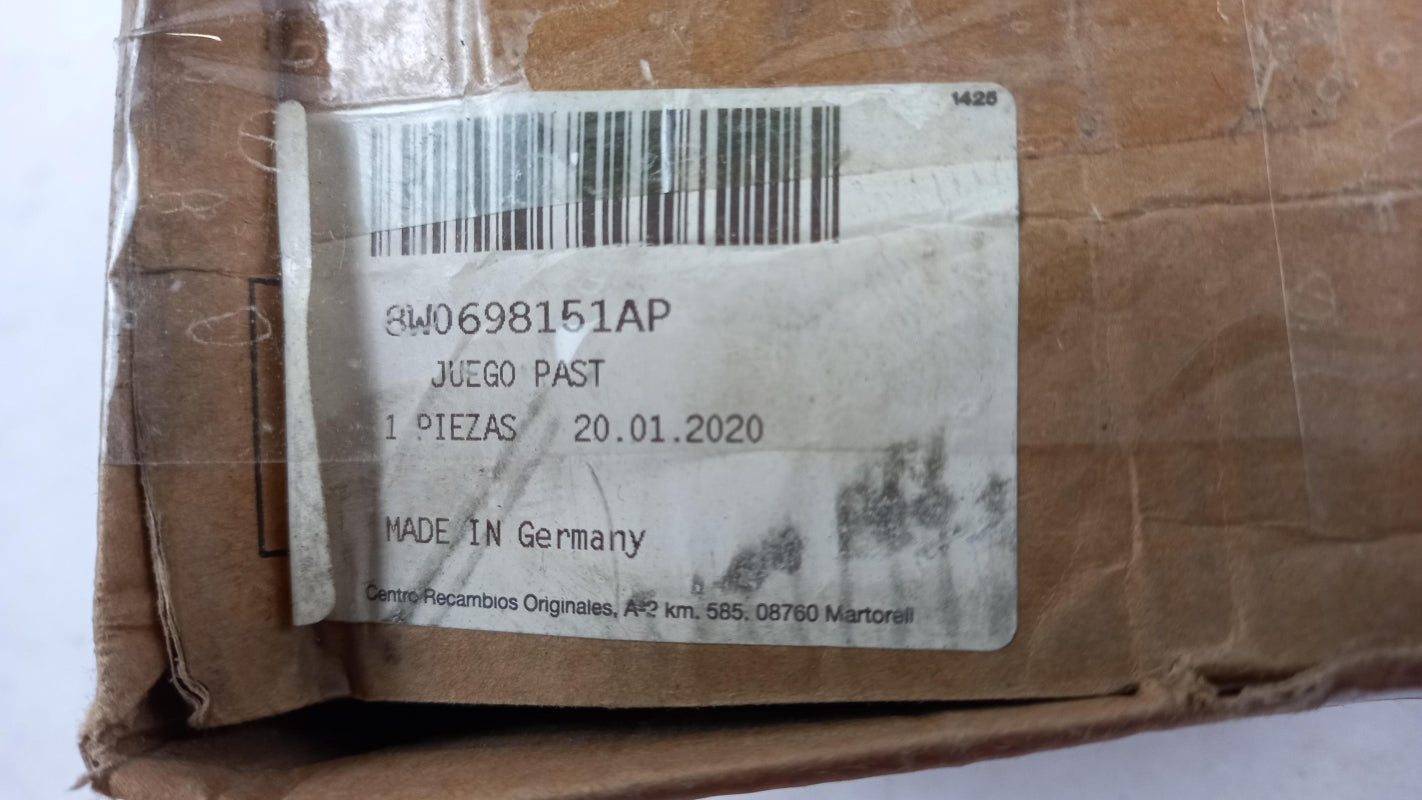 1425
8W0698151AP
JUEGO PAST
1 PIEZAS 20.01.2020
MADE IN Germany
Centro Recambios Originales, A-2 km. 585, 08760 Martorell